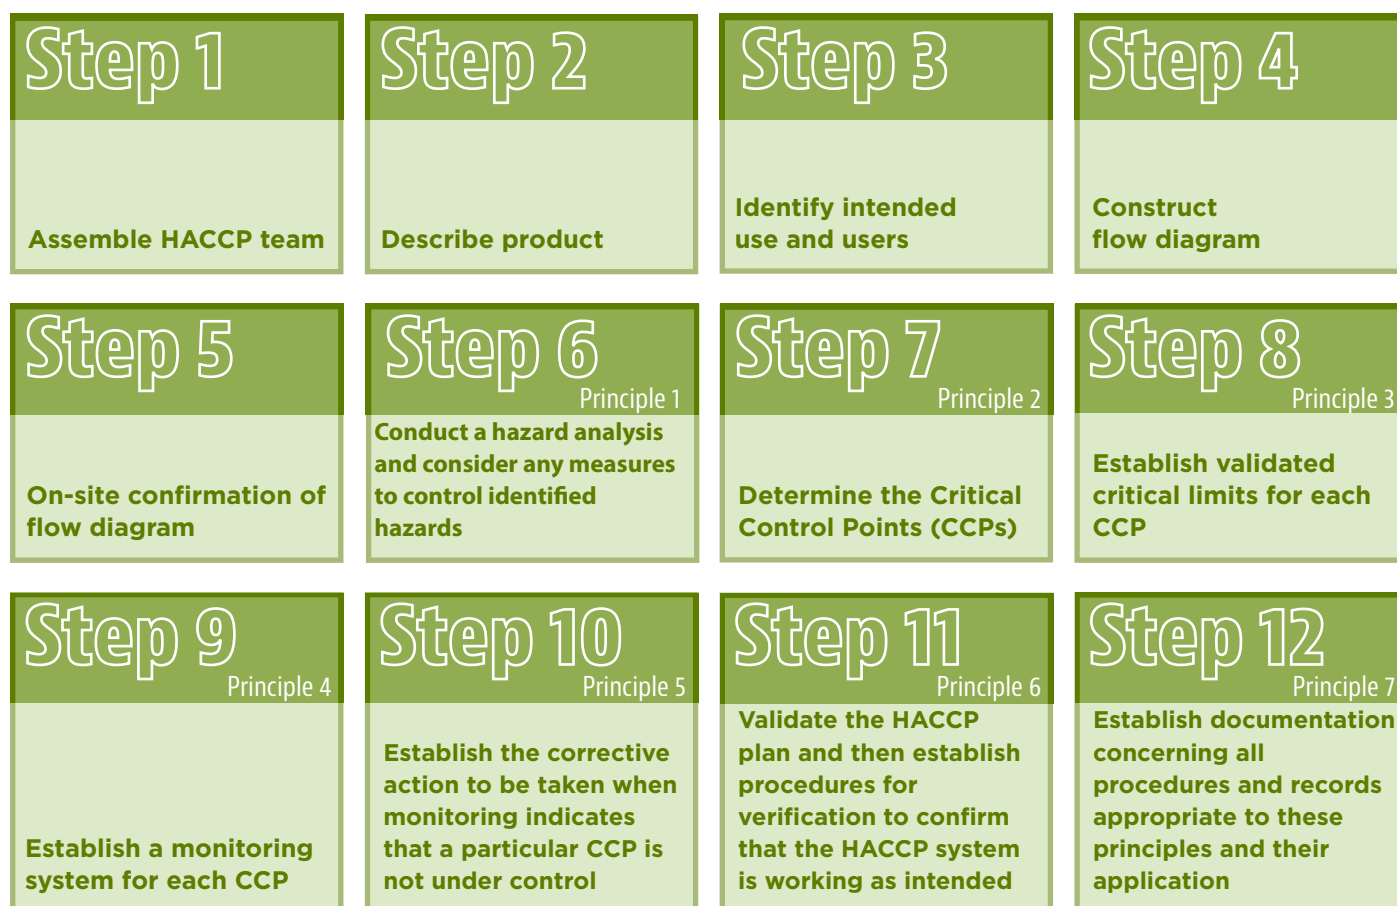 Step 1
Assemble HACCP team
Step 2
Describe product
Step 3
Identify intended
use and users
Step 4
Construct
flow diagram
Step 5
On-site confirmation of
flow diagram
Step 6
Principle 1
Conduct a hazard analysis
and consider any measures
to control identified
hazards
Step 7
Principle 2
Determine the Critical
Control Points (CCPs)
Step 8
Principle 3
Establish validated
critical limits for each
CCP
Step 9
Principle 4
Establish a monitoring
system for each CCP
Step 10
Principle 5
Establish the corrective
action to be taken when
monitoring indicates
that a particular CCP is
not under control
Step 11
Principle 6
Validate the HACCP
plan and then establish
procedures for
verification to confirm
that the HACCP system
is working as intended
Step 12
Principle 7
Establish documentation
concerning all
procedures and records
appropriate to these
principles and their
application